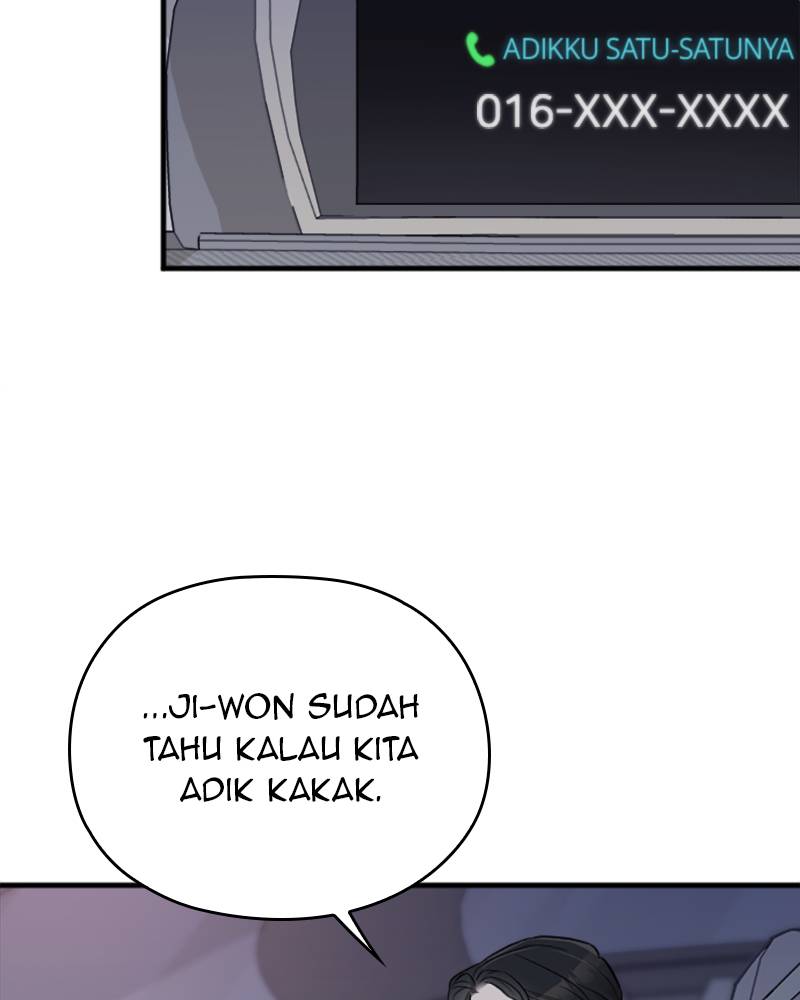 ADIKKU SATU-SATUNYA
016-XXX-XXXX
...JI-WON SUDAH
TAHU KALAU KITA
ADIK KAKAK.